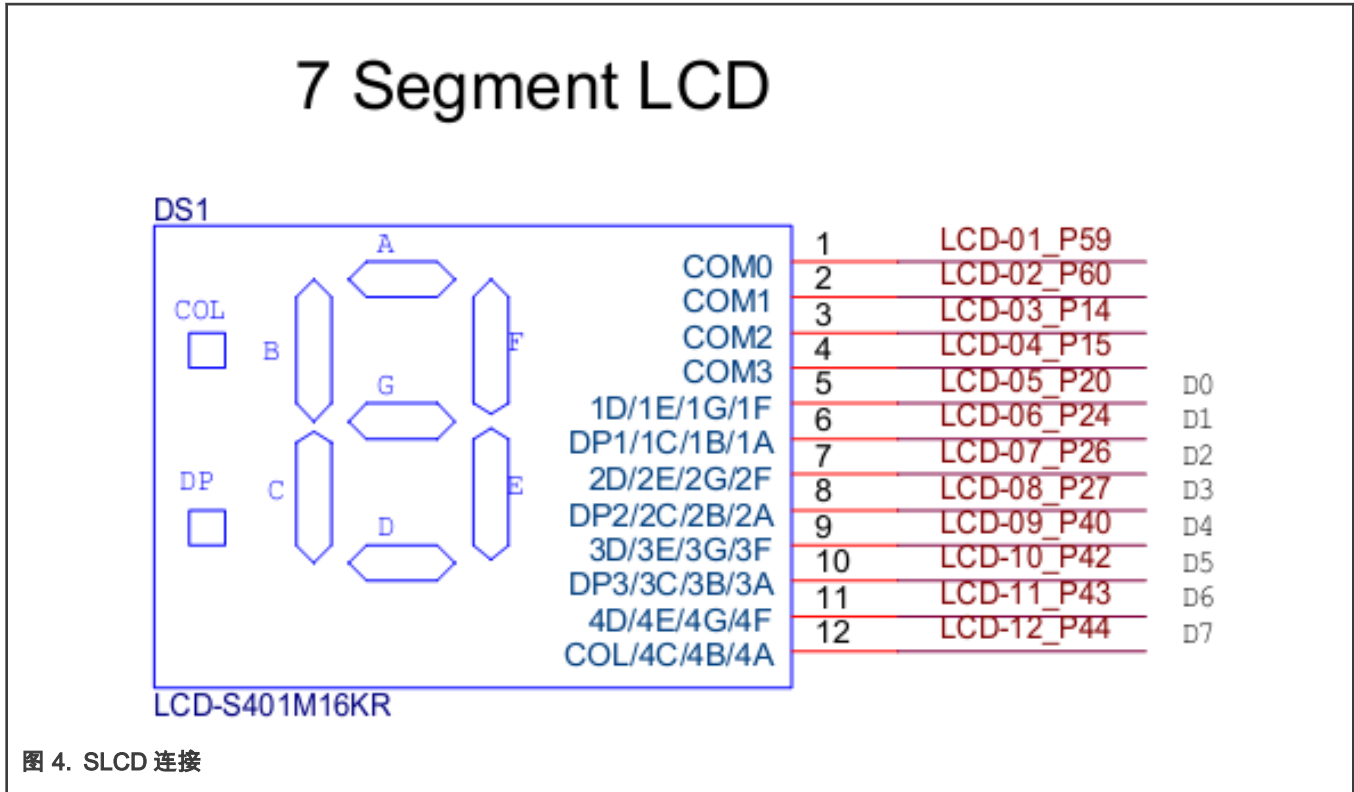 7 Segment LCD
DS1
A
COL
B
F
G
DP
C
E
D
COM0 1 LCD-01_P59
COM1 2 LCD-02_P60
COM2 3 LCD-03_P14
COM3 4 LCD-04_P15
1D/1E/1G/1F 5 LCD-05_P20 D0
DP1/1C/1B/1A 6 LCD-06_P24 D1
2D/2E/2G/2F 7 LCD-07_P26 D2
DP2/2C/2B/2A 8 LCD-08_P27 D3
3D/3E/3G/3F 9 LCD-09_P40 D4
DP3/3C/3B/3A 10 LCD-10_P42 D5
4D/4E/4G/4F 11 LCD-11_P43 D6
COL/4C/4B/4A 12 LCD-12_P44 D7
LCD-S401M16KR
图 4. SLCD 连接